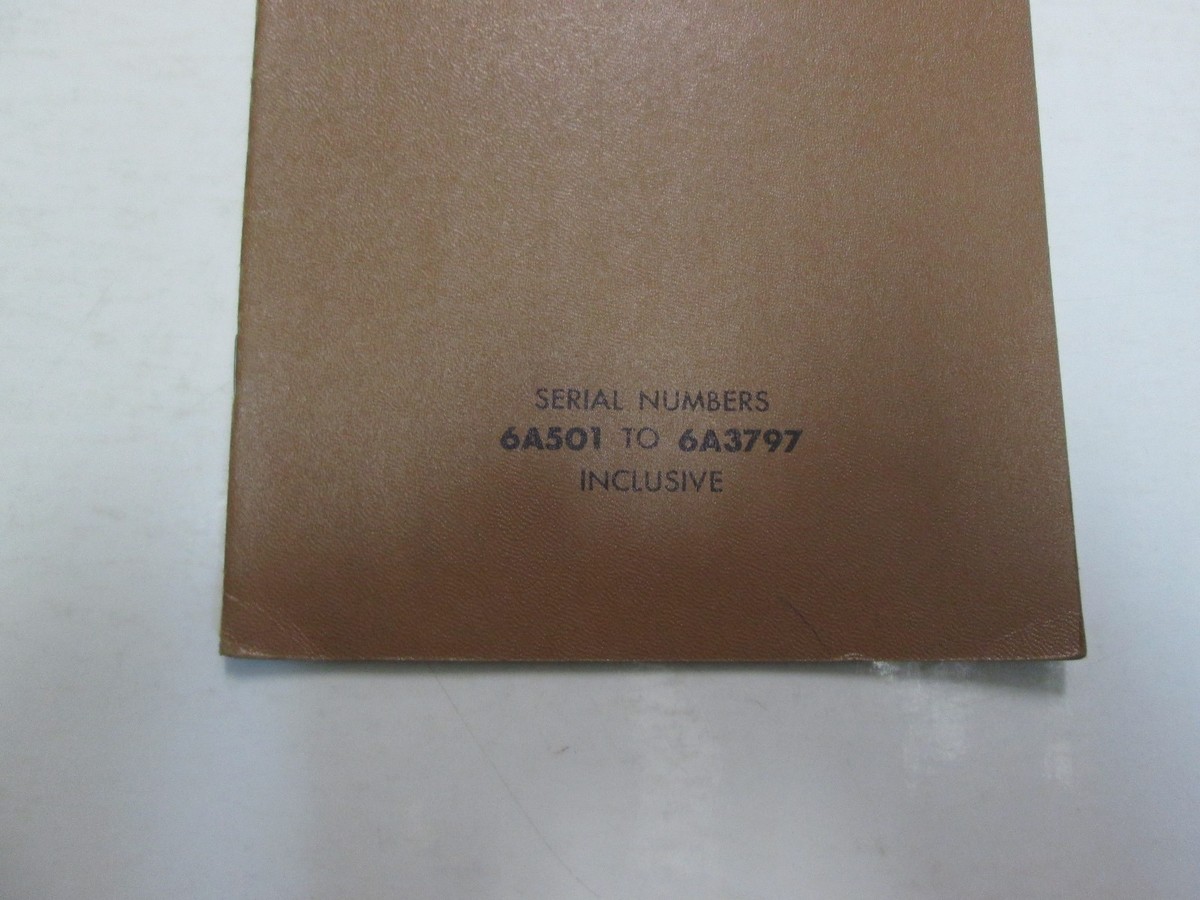 SERIAL NUMBERS
6A501 TO 6A3797
INCLUSIVE